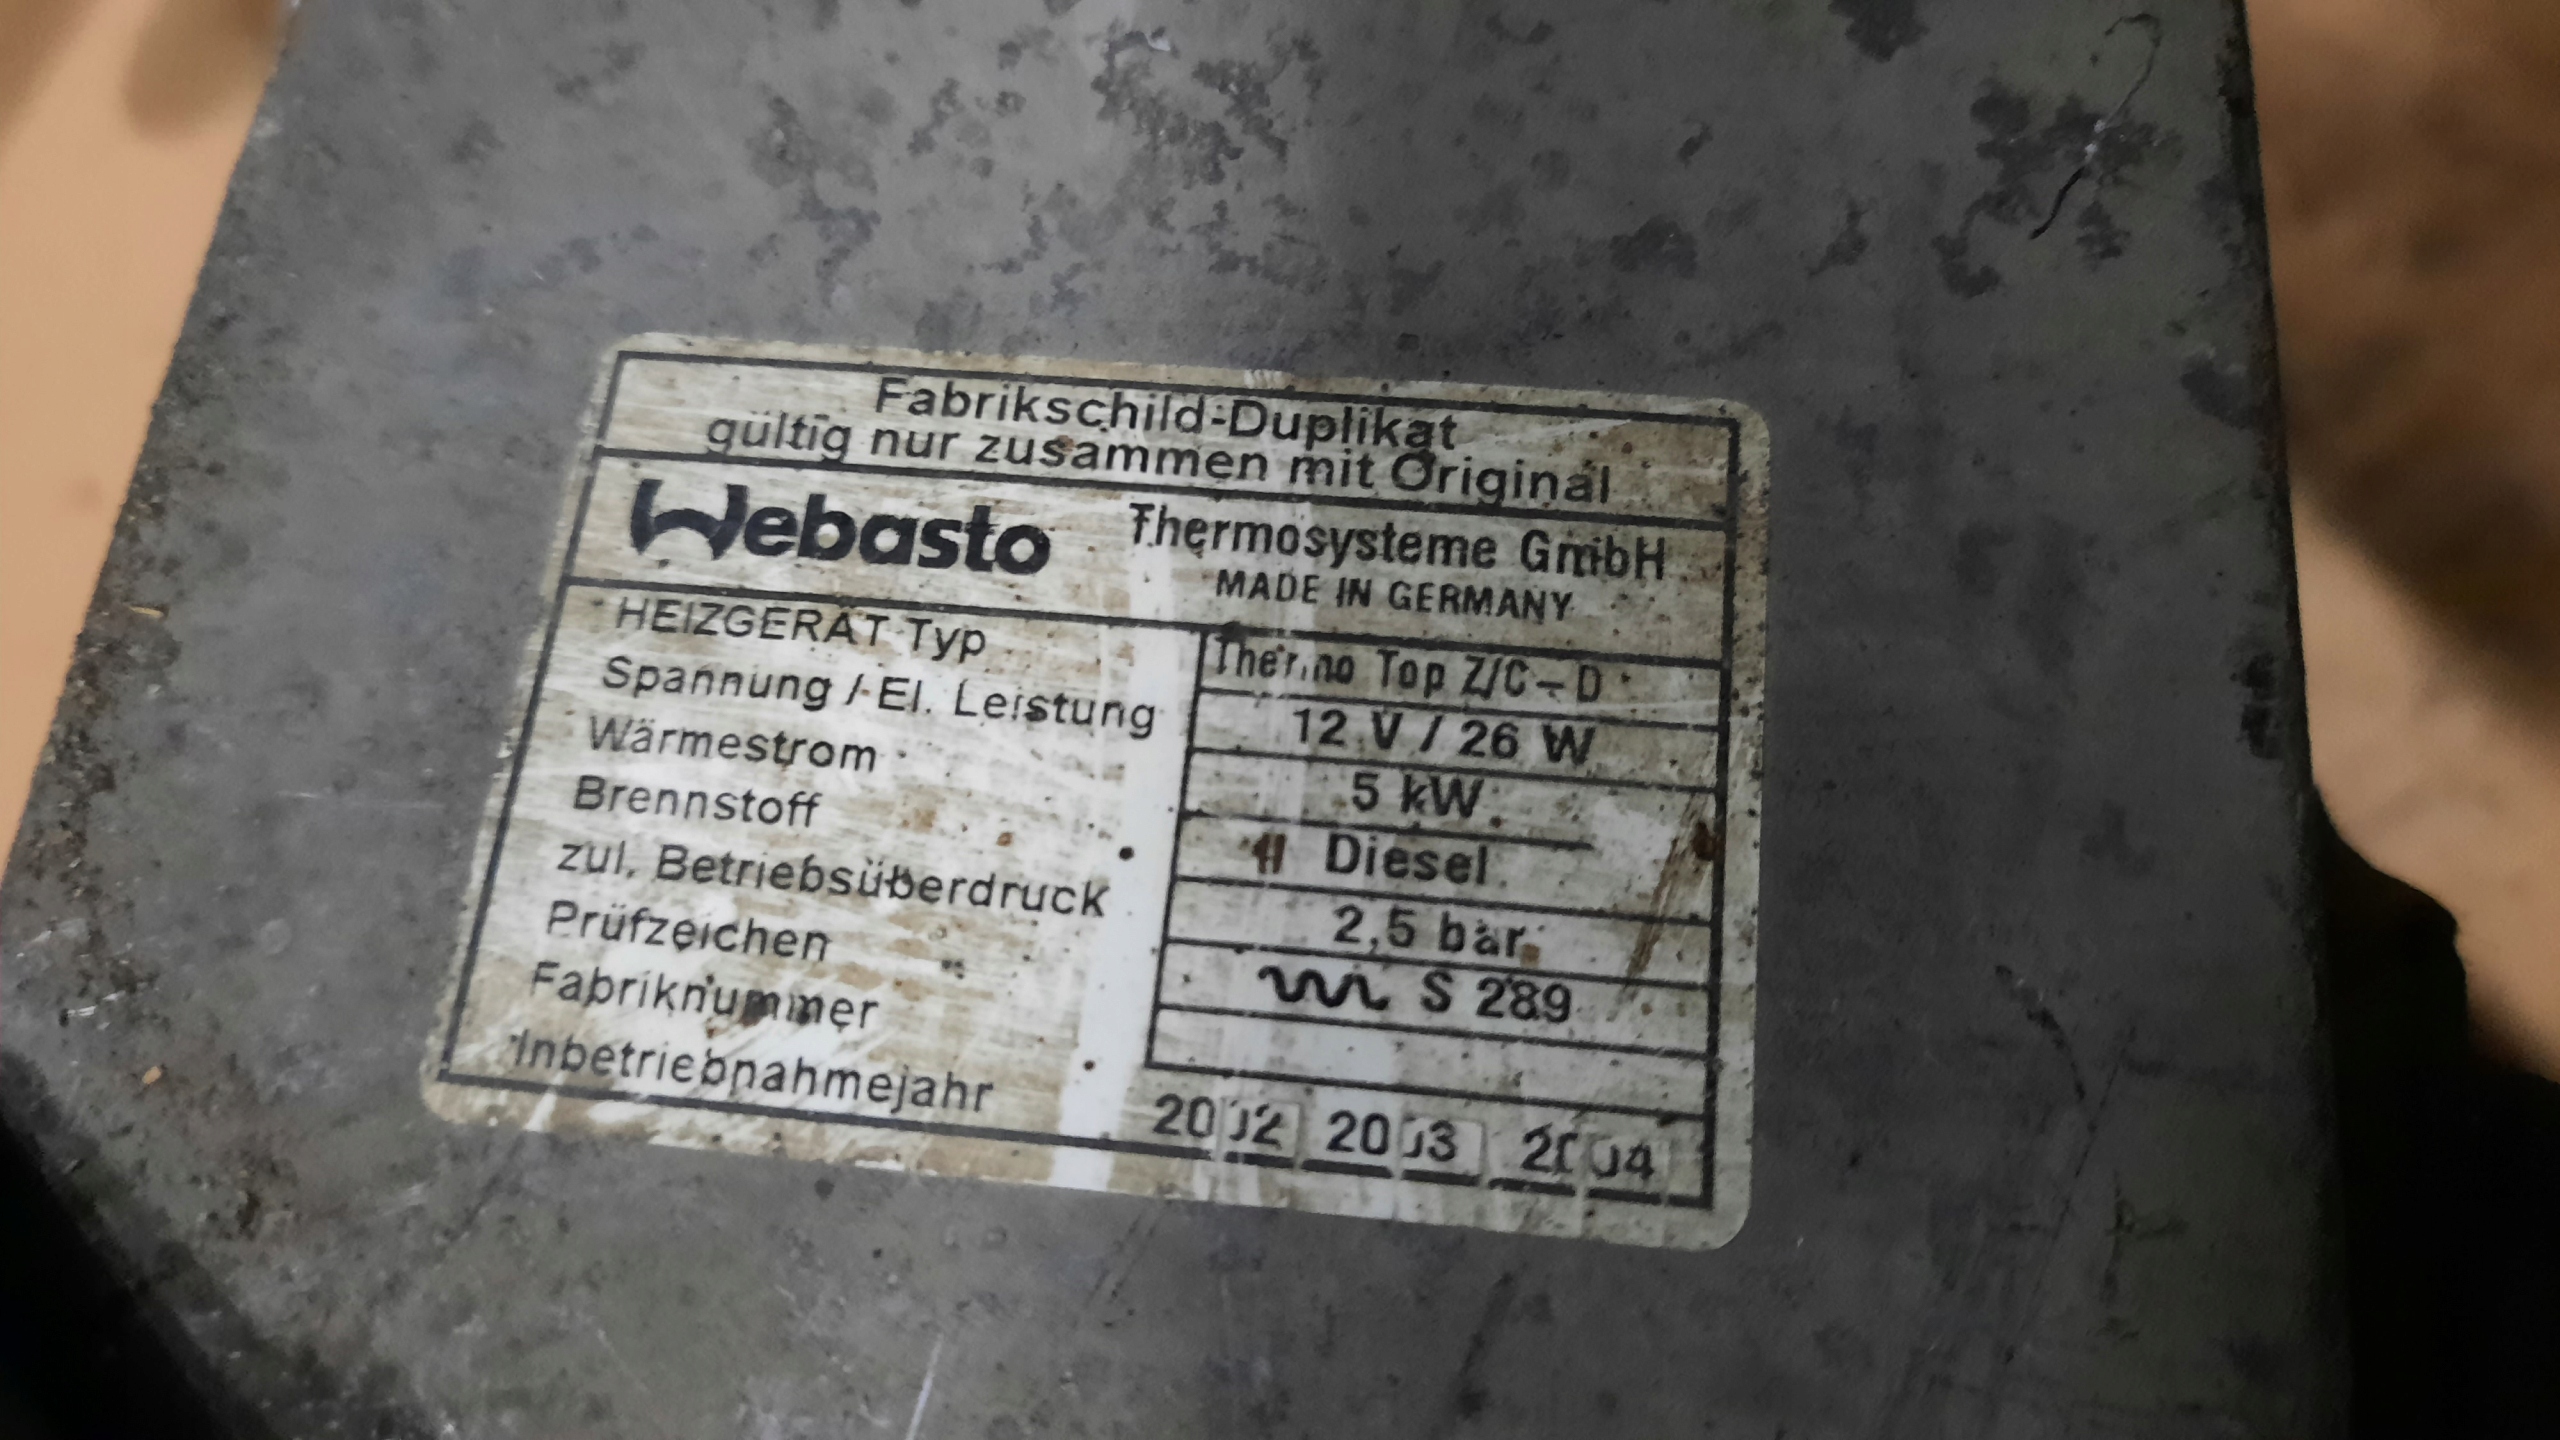 Fabrikschild-Duplikat
gültig nur zusammen mit Original
Webasto Thermosysteme GmbH
MADE IN GERMANY
HEIZGERÄT Typ Thermo Top Z/C - D
Spannung / El. Leistung 12 V / 26 W
Wärmestrom 5 kW
Brennstoff Diesel
zul. Betriebsüberdruck 2,5 bar
Prüfzeichen S 289
Fabriknummer
Inbetriebnahmejahr 2002 2003 2004